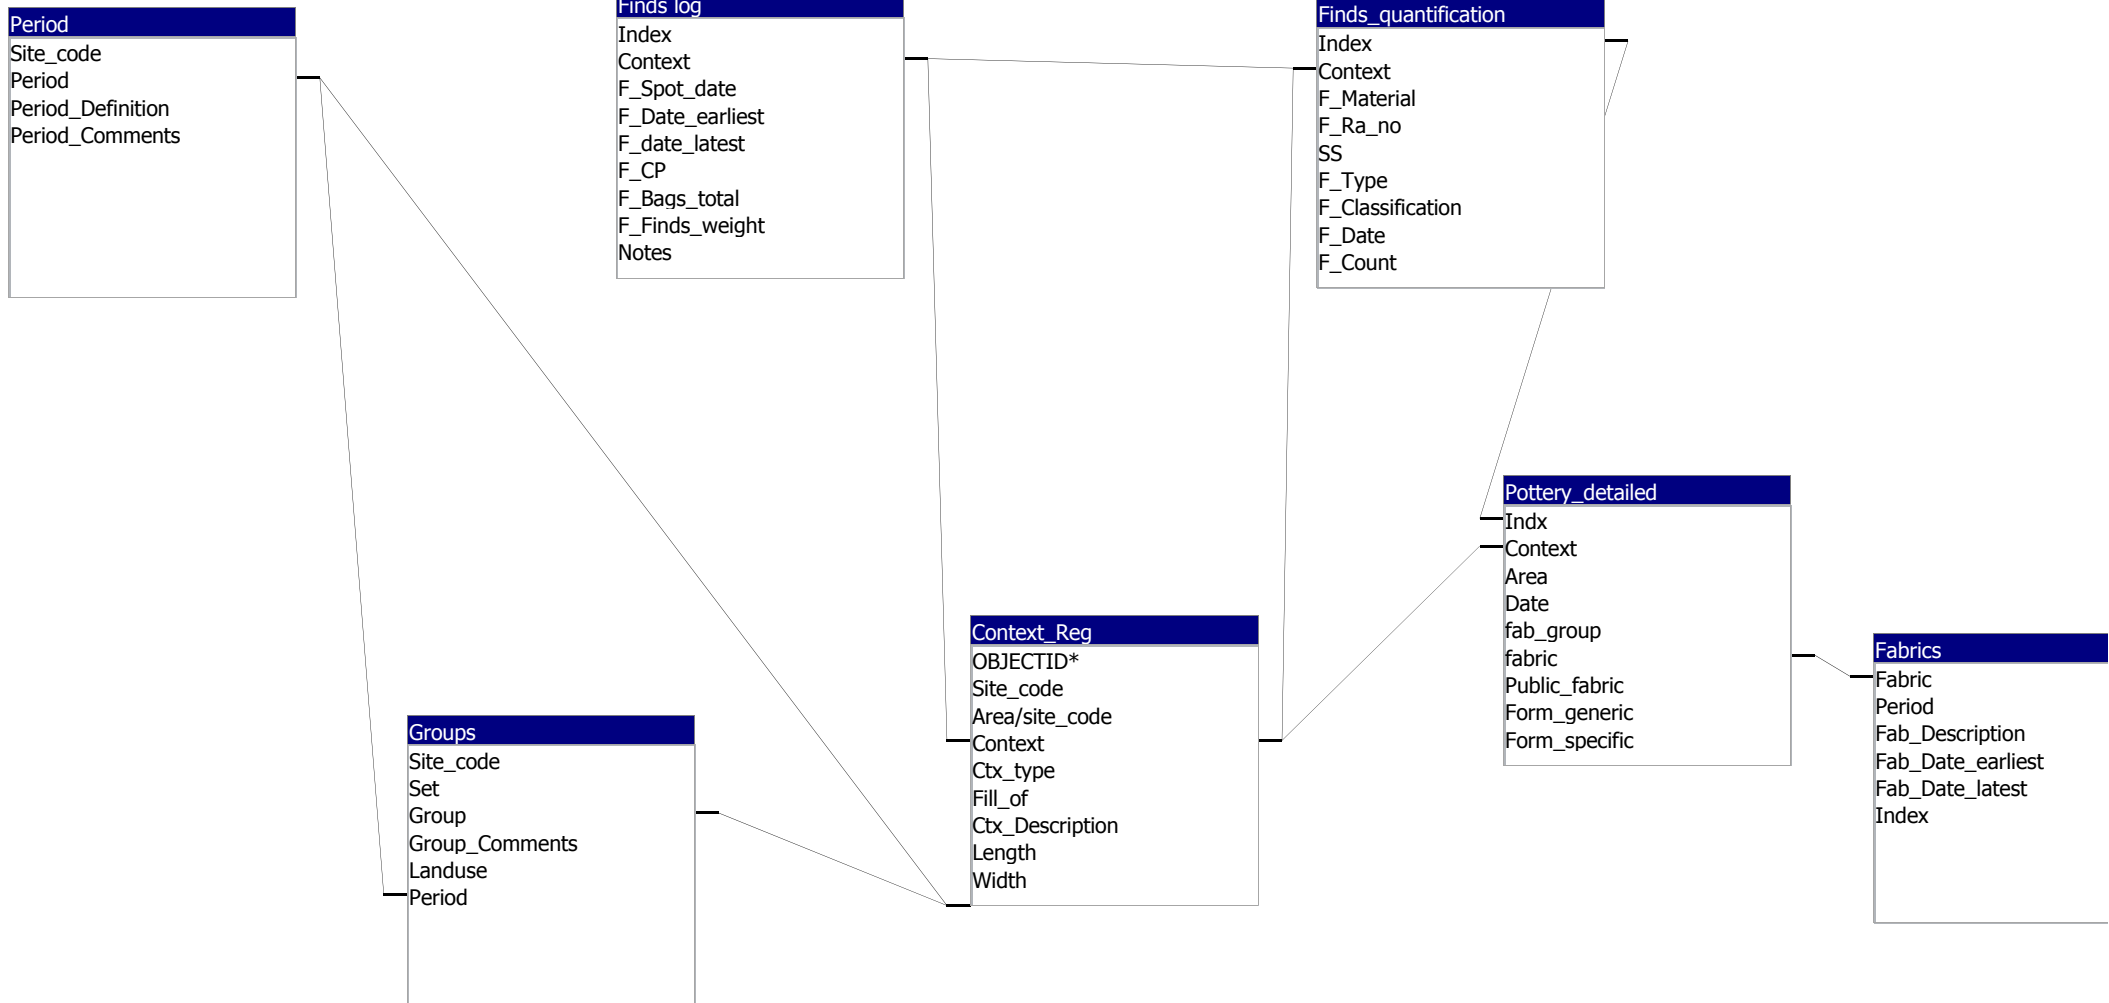 Period
Site_code
Period
Period_Definition
Period_Comments
Finds log
Index
Context
F_Spot_date
F_Date_earliest
F_date_latest
F_CP
F_Bags_total
F_Finds_weight
Notes
Finds_quantification
Index
Context
F_Material
F_Ra_no
SS
F_Type
F_Classification
F_Date
F_Count
Groups
Site_code
Set
Group
Group_Comments
Landuse
Period
Context_Reg
OBJECTID*
Site_code
Area/site_code
Context
Ctx_type
Fill_of
Ctx_Description
Length
Width
Pottery_detailed
Indx
Context
Area
Date
fab_group
fabric
Public_fabric
Form_generic
Form_specific
Fabrics
Fabric
Period
Fab_Description
Fab_Date_earliest
Fab_Date_latest
Index